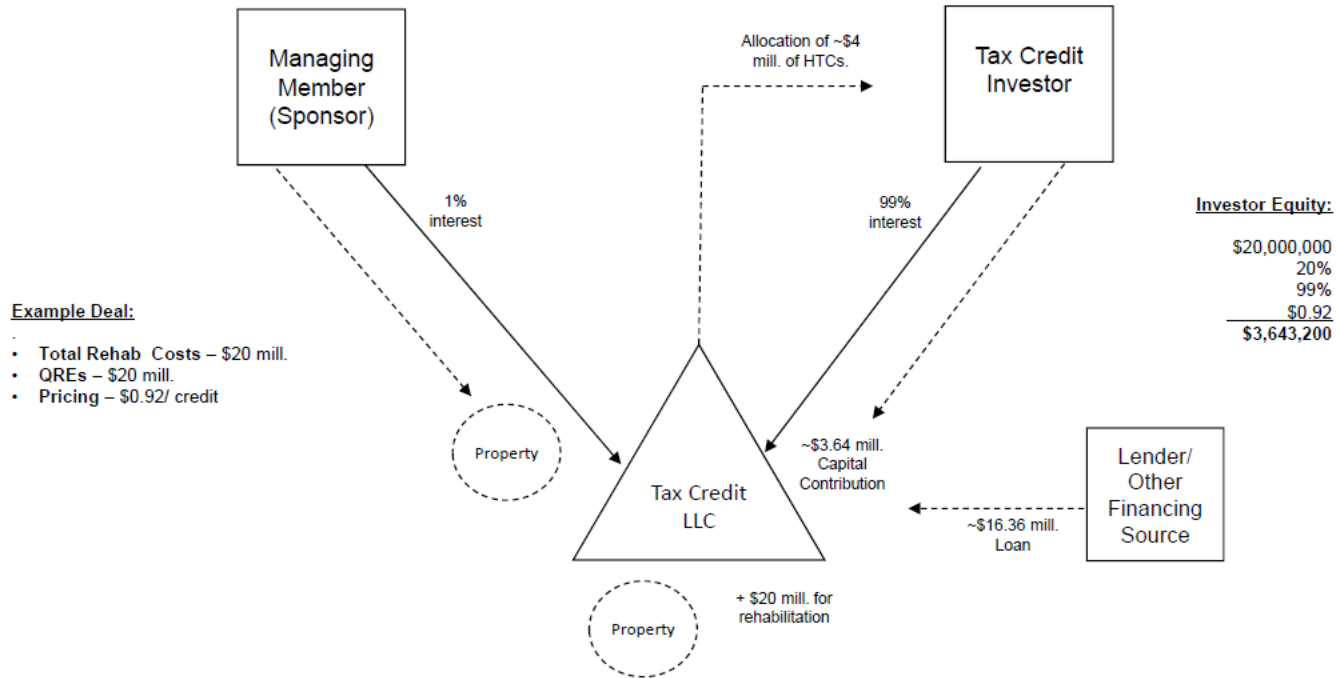 Managing
Member
(Sponsor)
Allocation of ~$4
mill. of HTCs.
Tax Credit
Investor
1%
interest
99%
interest
Investor Equity:
$20,000,000
20%
99%
$0.92
$3,643,200
Example Deal:
.
• Total Rehab Costs – $20 mill.
• QREs – $20 mill.
• Pricing – $0.92/ credit
Property
Tax Credit
LLC
~$3.64 mill.
Capital
Contribution
Lender/
Other
Financing
Source
~$16.36 mill.
Loan
Property
+ $20 mill. for
rehabilitation